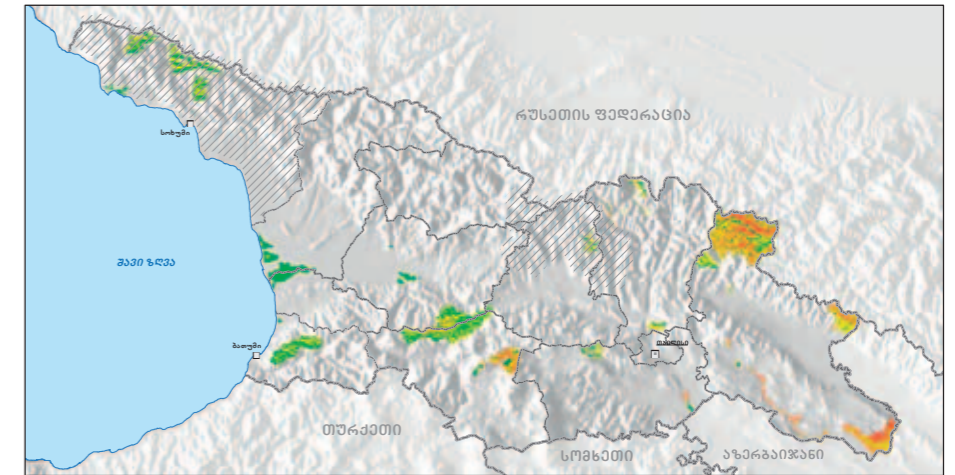 რუსეთის ფედერაცია
სოხუმი
შავი ზღვა
ბათუმი
თბილისი
თურქეთი
სომხეთი
აზერბაიჯანი